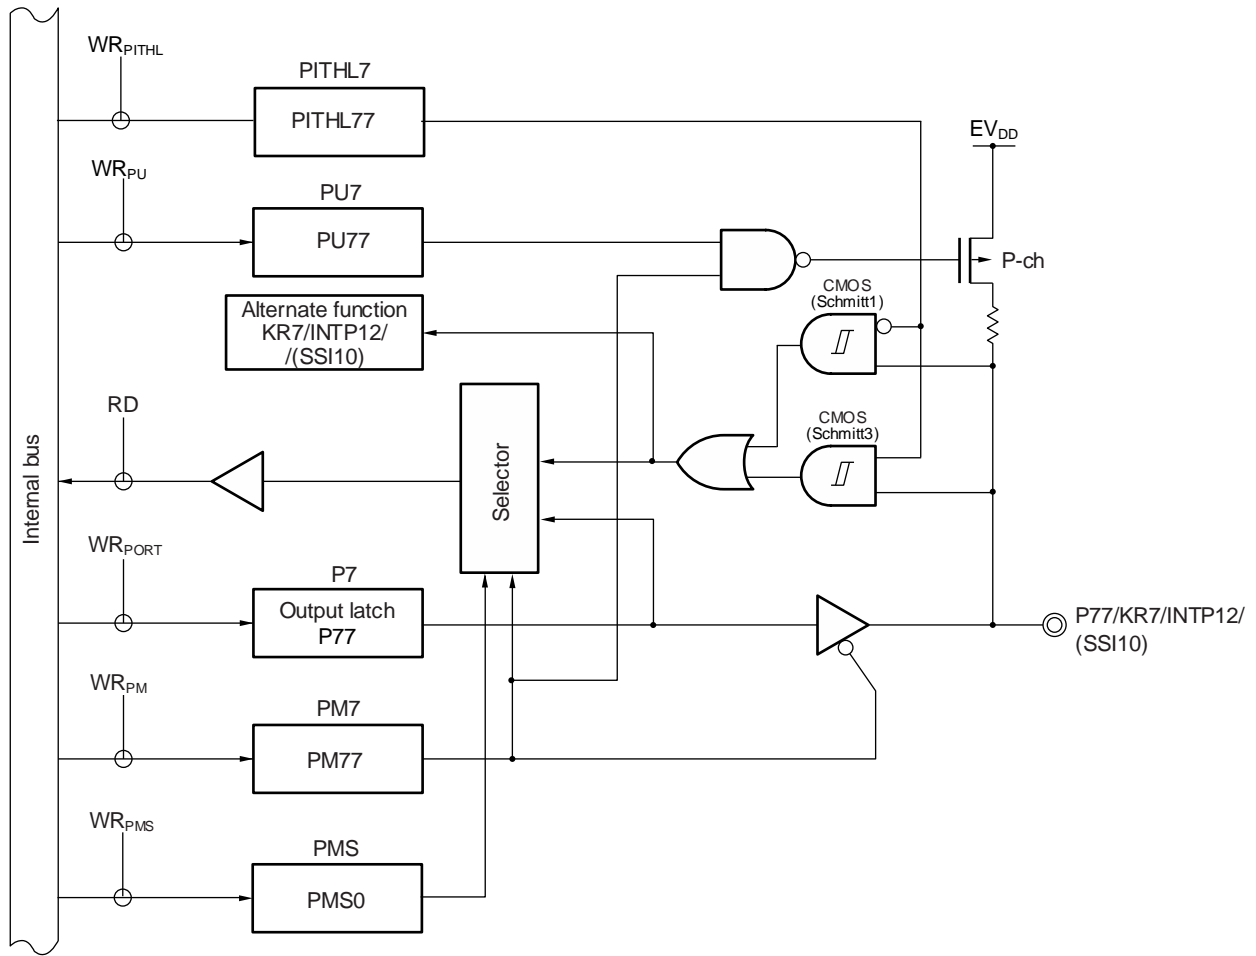 WRPITHL
PITHL7
PITHL77
EVDD
WRPU
PU7
PU77
P-ch
CMOS
(Schmitt1)
Alternate function
KR7/INTP12/
/(SSI10)
RD
Selector
CMOS
(Schmitt3)
Internal bus
WRPORT
P7
Output latch
P77
P77/KR7/INTP12/
(SSI10)
WRPM
PM7
PM77
WRPMS
PMS
PMS0